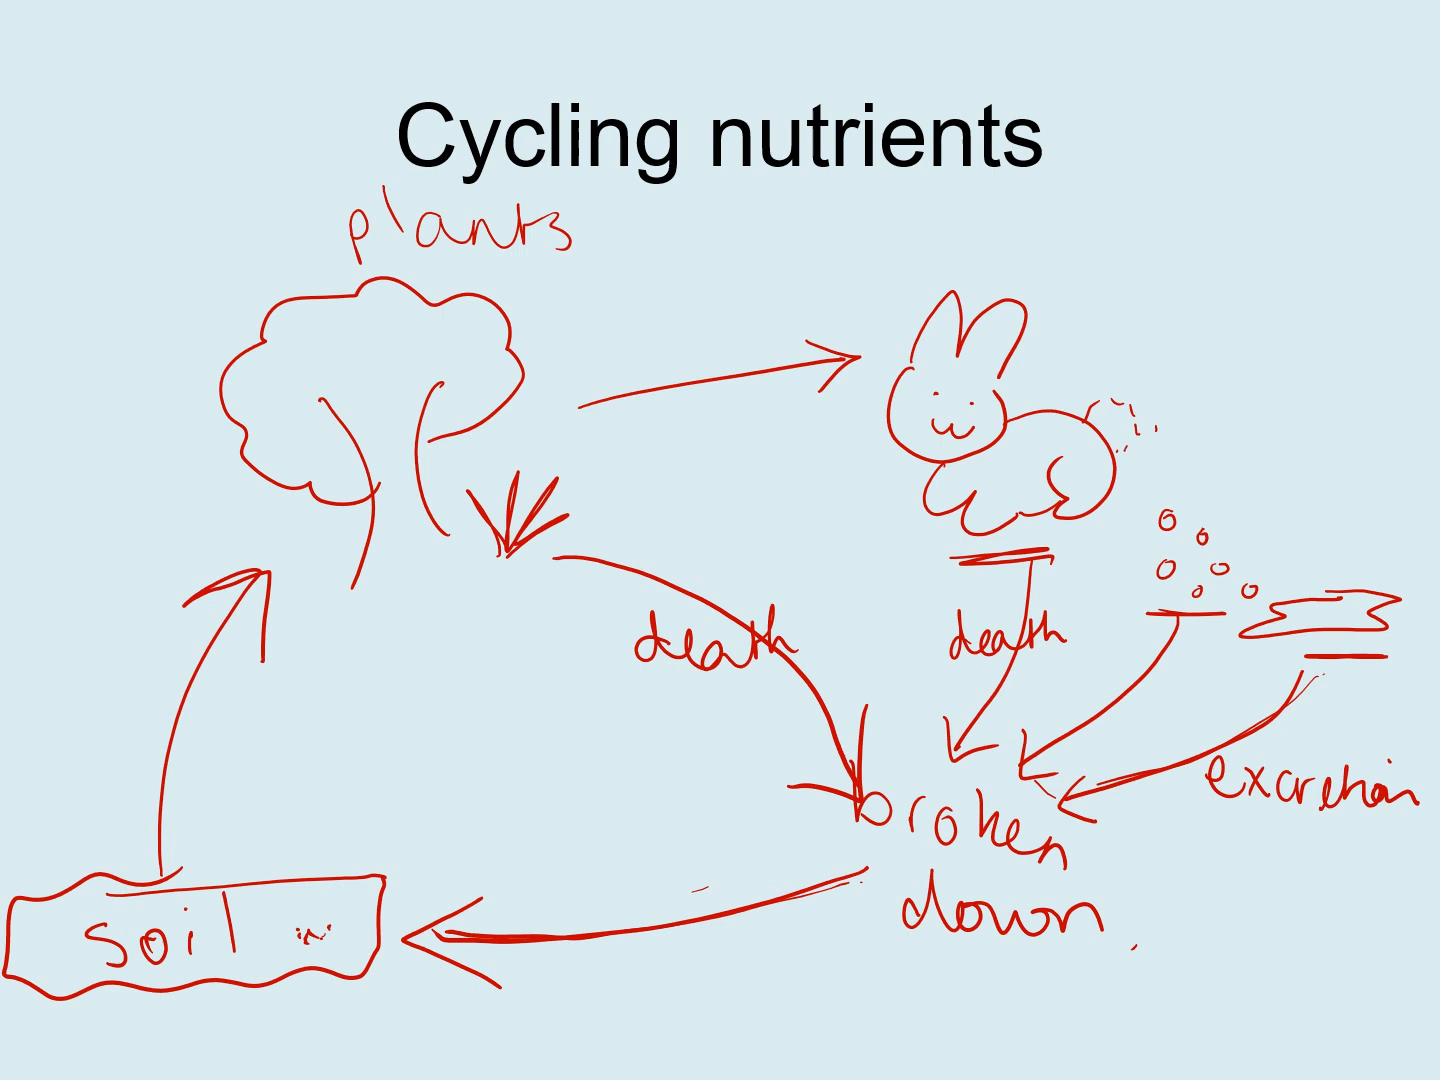 Cycling nutrients
plants
death
death
excretion
broken
down
soil